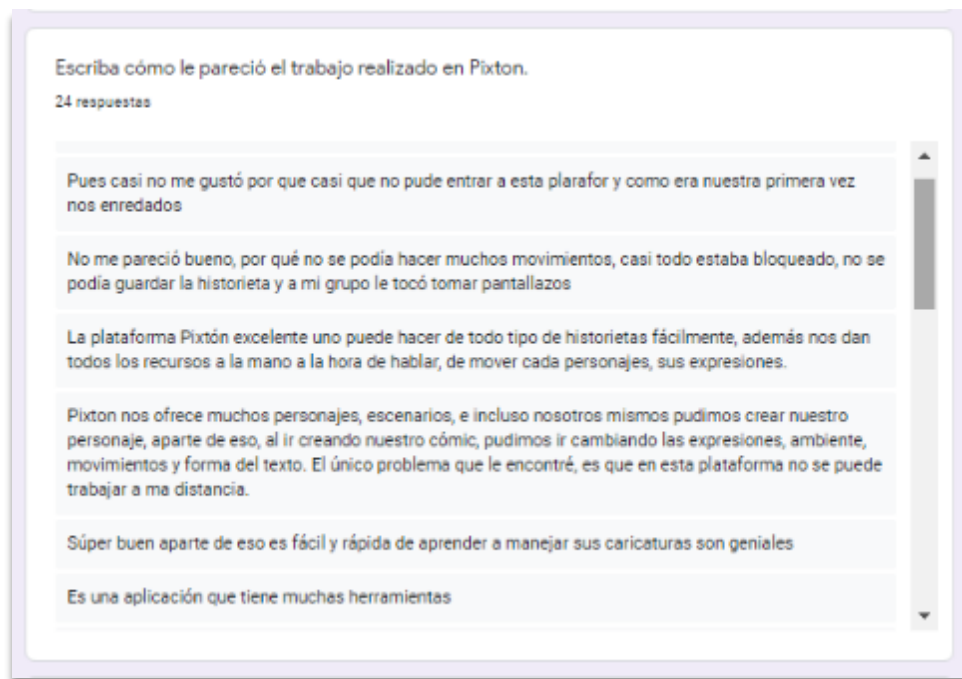 Escriba cómo le pareció el trabajo realizado en Pixton.
24 respuestas
Pues casi no me gustó por que casi que no pude entrar a esta plarafor y como era nuestra primera vez
nos enredados
No me pareció bueno, por qué no se podía hacer muchos movimientos, casi todo estaba bloqueado, no se
podía guardar la historieta y a mi grupo le tocó tomar pantallazos
La plataforma Pixtón excelente uno puede hacer de todo tipo de historietas fácilmente, además nos dan
todos los recursos a la mano a la hora de hablar, de mover cada personajes, sus expresiones.
Pixton nos ofrece muchos personajes, escenarios, e incluso nosotros mismos pudimos crear nuestro
personaje, aparte de eso, al ir creando nuestro cómic, pudimos ir cambiando las expresiones, ambiente,
movimientos y forma del texto. El único problema que le encontré, es que en esta plataforma no se puede
trabajar a ma distancia.
Súper buen aparte de eso es fácil y rápida de aprender a manejar sus caricaturas son geniales
Es una aplicación que tiene muchas herramientas